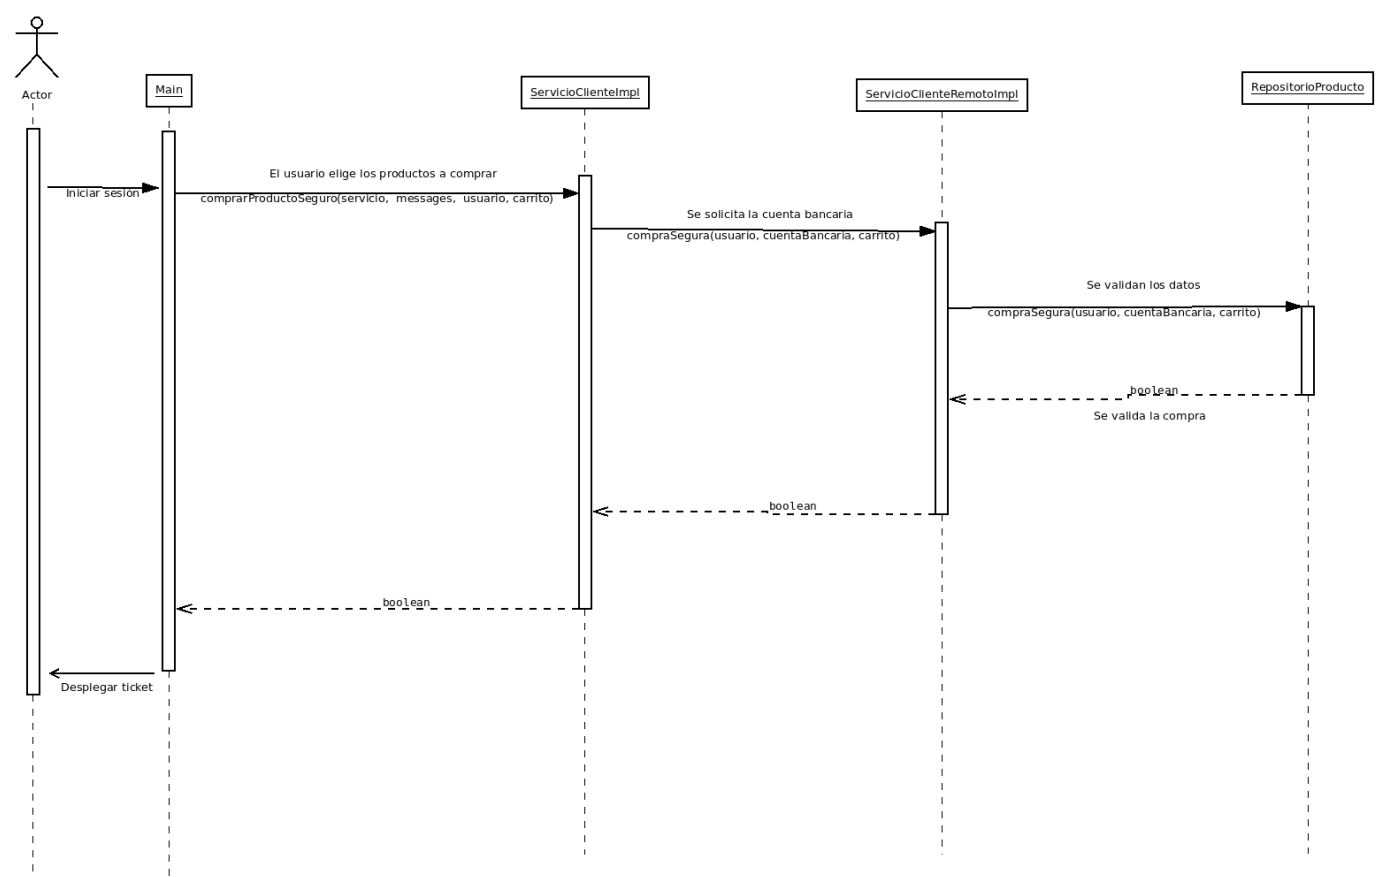 Actor
Main
ServicioClienteImpl
ServicioClienteRemotoImpl
RepositorioProducto
El usuario elige los productos a comprar
Iniciar sesión
comprarProductoSeguro(servicio, messages, usuario, carrito)
Se solicita la cuenta bancaria
compraSegura(usuario, cuentaBancaria, carrito)
Se validan los datos
compraSegura(usuario, cuentaBancaria, carrito)
boolean
Se valida la compra
boolean
boolean
Desplegar ticket